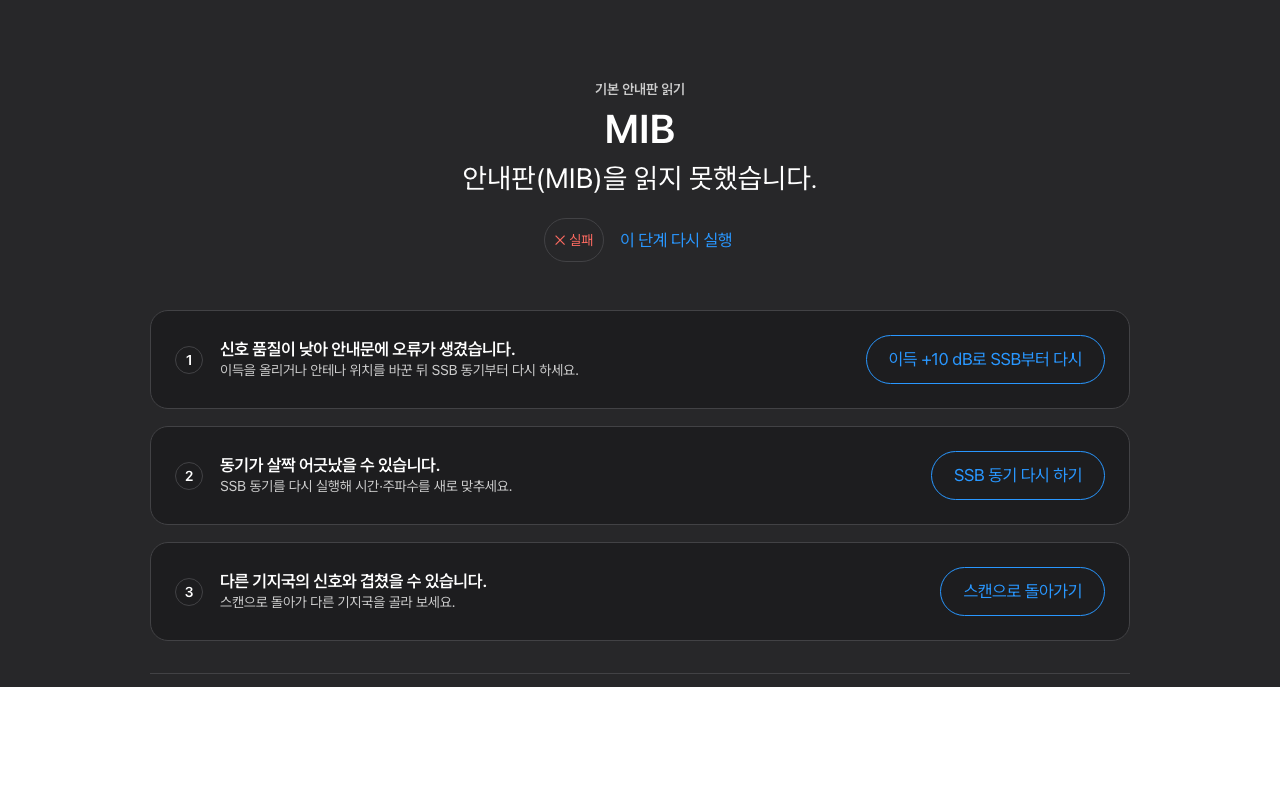 기본 안내판 읽기
MIB
안내판(MIB)을 읽지 못했습니다.
× 실패 이 단계 다시 실행
1 신호 품질이 낮아 안내문에 오류가 생겼습니다.
이득을 올리거나 안테나 위치를 바꾼 뒤 SSB 동기부터 다시 하세요.
이득 +10 dB로 SSB부터 다시
2 동기가 살짝 어긋났을 수 있습니다.
SSB 동기를 다시 실행해 시간·주파수를 새로 맞추세요.
SSB 동기 다시 하기
3 다른 기지국의 신호와 겹쳤을 수 있습니다.
스캔으로 돌아가 다른 기지국을 골라 보세요.
스캔으로 돌아가기